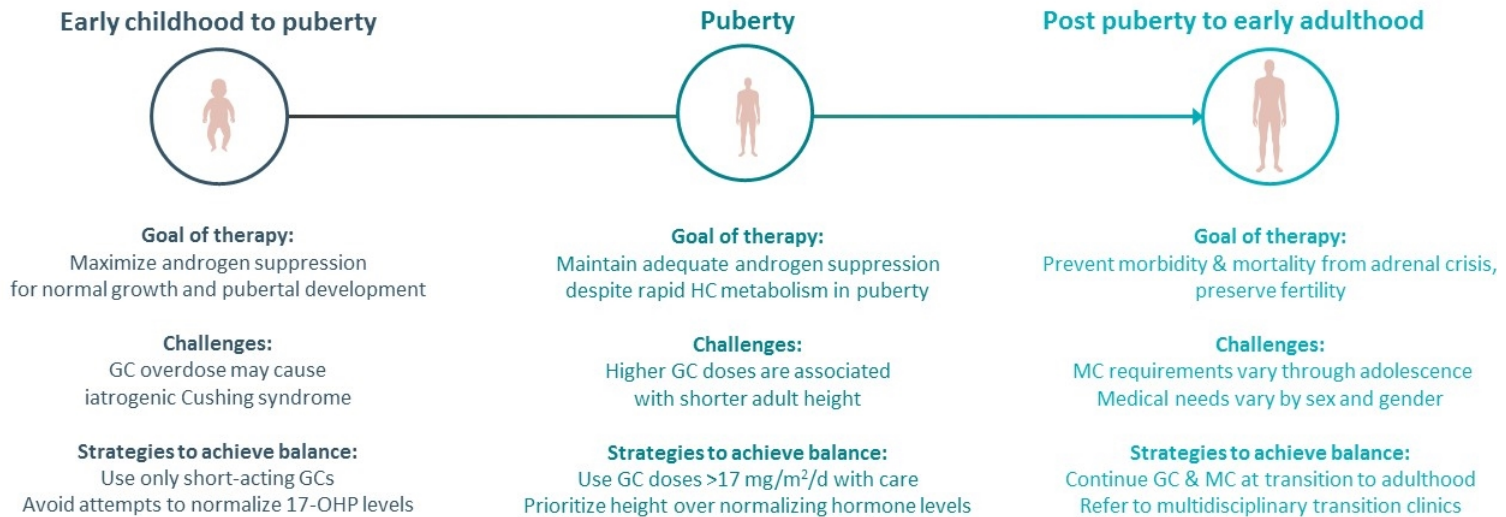 Early childhood to puberty
Puberty
Post puberty to early adulthood
Goal of therapy:
Maximize androgen suppression
for normal growth and pubertal development
Challenges:
GC overdose may cause
iatrogenic Cushing syndrome
Strategies to achieve balance:
Use only short-acting GCs
Avoid attempts to normalize 17-OHP levels
Goal of therapy:
Maintain adequate androgen suppression
despite rapid HC metabolism in puberty
Challenges:
Higher GC doses are associated
with shorter adult height
Strategies to achieve balance:
Use GC doses >17 mg/m²/d with care
Prioritize height over normalizing hormone levels
Goal of therapy:
Prevent morbidity & mortality from adrenal crisis,
preserve fertility
Challenges:
MC requirements vary through adolescence
Medical needs vary by sex and gender
Strategies to achieve balance:
Continue GC & MC at transition to adulthood
Refer to multidisciplinary transition clinics